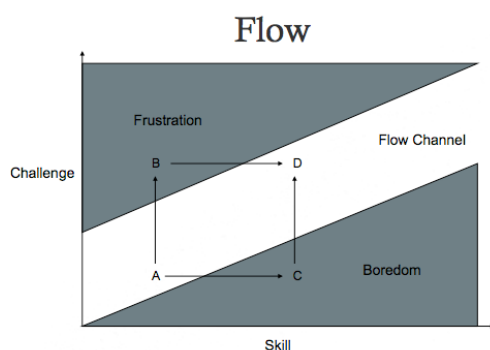 Flow
Frustration
Flow Channel
B
D
Challenge
A
C
Boredom
Skill